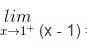 lim
x→1⁺ (x - 1) =